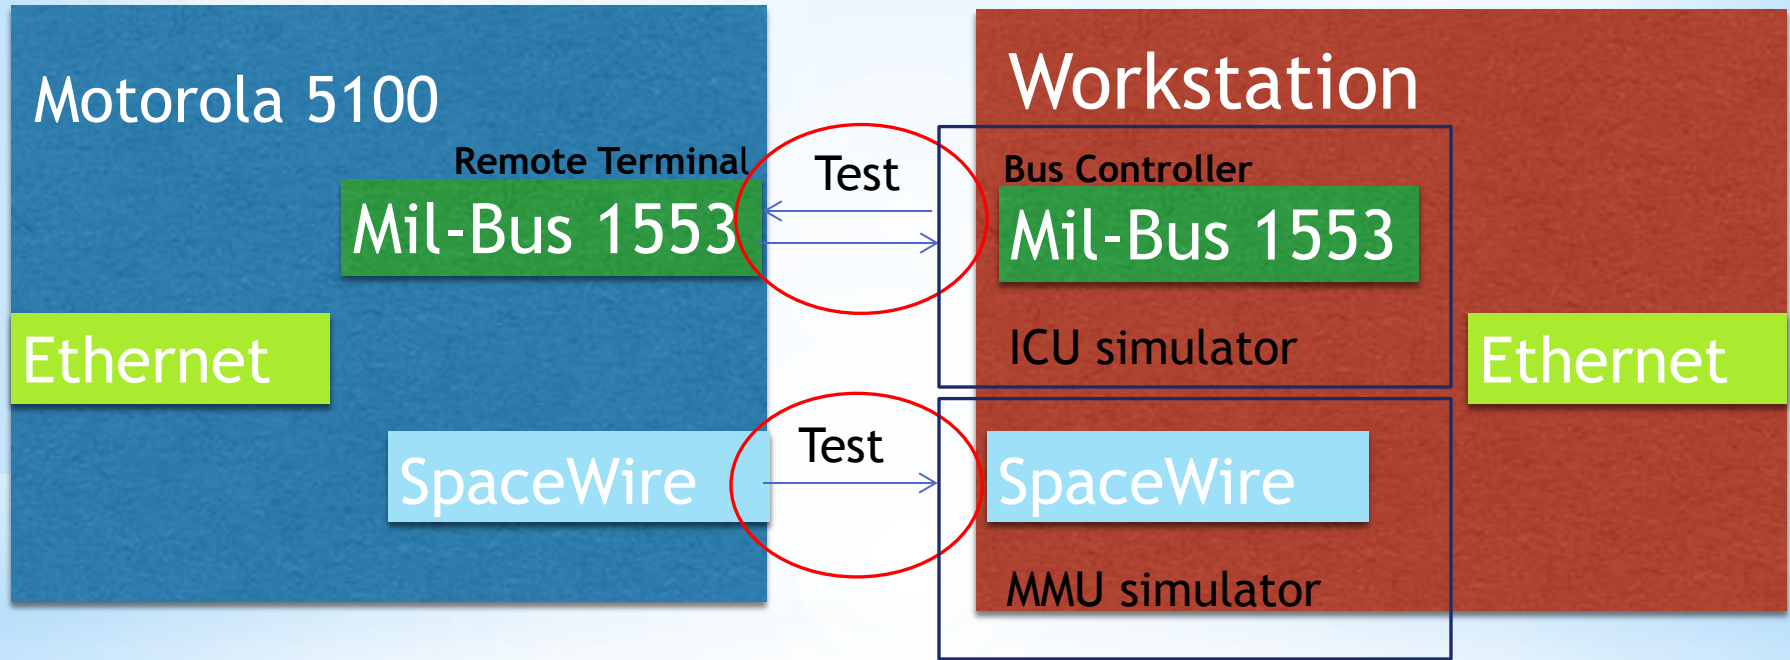 Motorola 5100
Remote Terminal
Mil-Bus 1553
Ethernet
SpaceWire
Test
Test
Workstation
Bus Controller
Mil-Bus 1553
ICU simulator
Ethernet
SpaceWire
MMU simulator